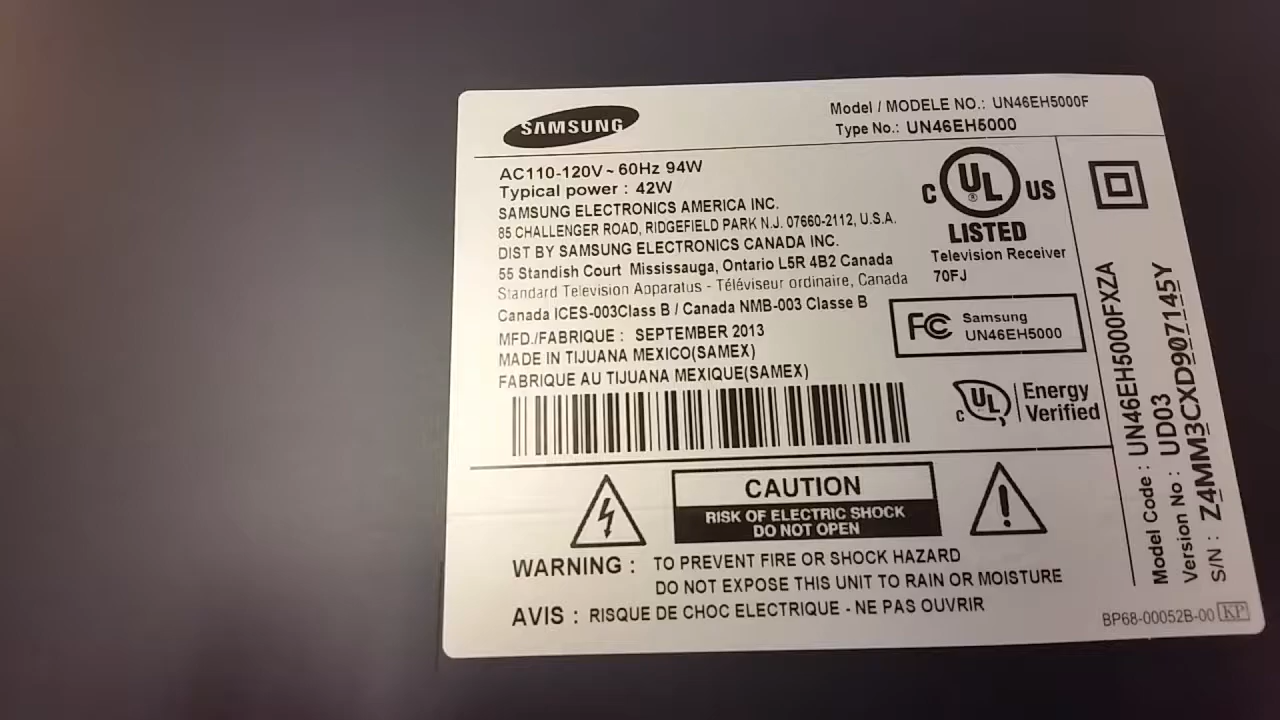 SAMSUNG
Model / MODELE NO.: UN46EH5000F
Type No.: UN46EH5000
AC110-120V~60Hz 94W
Typical power : 42W
SAMSUNG ELECTRONICS AMERICA INC.
85 CHALLENGER ROAD, RIDGEFIELD PARK N.J. 07660-2112, U.S.A.
DIST BY SAMSUNG ELECTRONICS CANADA INC.
55 Standish Court Mississauga, Ontario L5R 4B2 Canada
Standard Television Apparatus - Téléviseur ordinaire, Canada
Canada ICES-003Class B / Canada NMB-003 Classe B
MFD./FABRIQUE : SEPTEMBER 2013
MADE IN TIJUANA MEXICO(SAMEX)
FABRIQUE AU TIJUANA MEXIQUE(SAMEX)
C UL ® US
LISTED
Television Receiver
70FJ
FC Samsung
UN46EH5000
C UL Energy
Verified
CAUTION
RISK OF ELECTRIC SHOCK
DO NOT OPEN
WARNING : TO PREVENT FIRE OR SHOCK HAZARD
DO NOT EXPOSE THIS UNIT TO RAIN OR MOISTURE
AVIS : RISQUE DE CHOC ELECTRIQUE - NE PAS OUVRIR
Model Code : UN46EH5000FXZA
Version No : UD03
S/N : Z4MM3CXD907145Y
BP68-00052B-00 KP